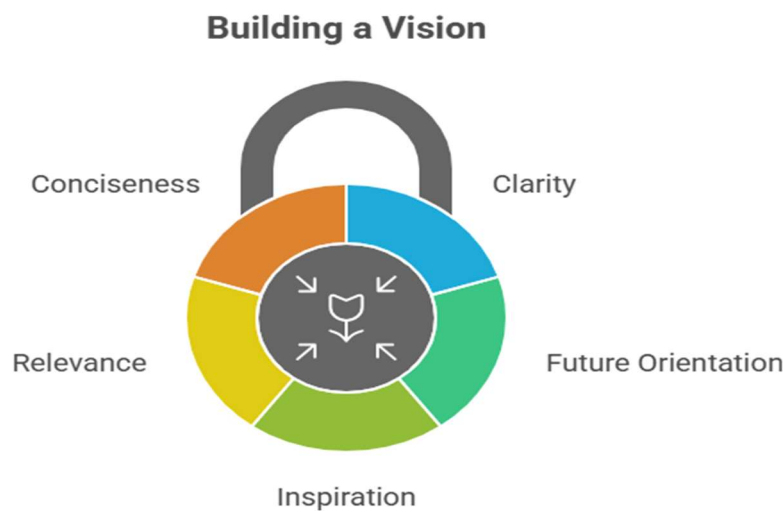 Building a Vision
Conciseness
Clarity
Relevance
Future Orientation
Inspiration